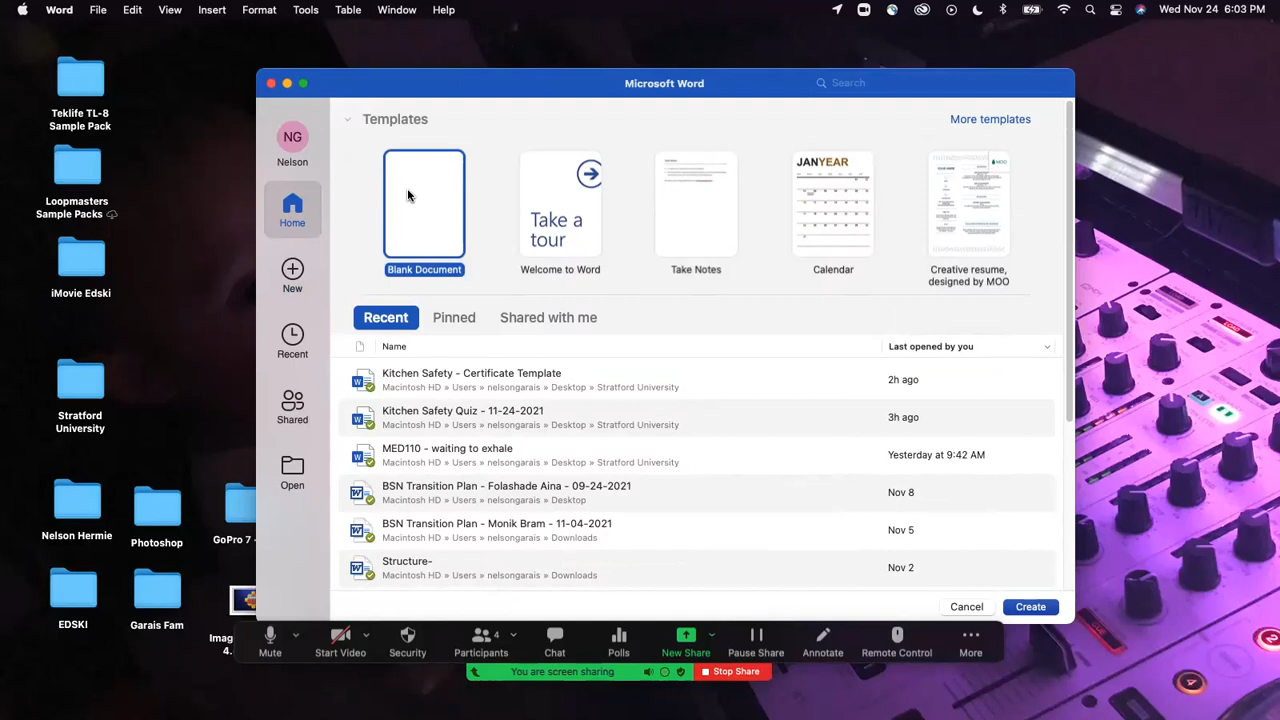 Word File Edit View Insert Format Tools Table Window Help
Wed Nov 24 6:03 PM
Teklife TL-8
Sample Pack
Loopmasters
Sample Packs
iMovie Edski
Stratford
University
Nelson Hermie
Photoshop
GoPro 7 -
EDSKI
Garais Fam
Imag
4.
Microsoft Word
Search
NG
Nelson
Home
New
Recent
Shared
Open
Templates
More templates
Take a
tour
JANYEAR
MOO
Blank Document
Welcome to Word
Take Notes
Calendar
Creative resume,
designed by MOO
Recent Pinned Shared with me
Name Last opened by you
Kitchen Safety - Certificate Template
Macintosh HD » Users » nelsongarais » Desktop » Stratford University
2h ago
Kitchen Safety Quiz - 11-24-2021
Macintosh HD » Users » nelsongarais » Desktop » Stratford University
3h ago
MED110 - waiting to exhale
Macintosh HD » Users » nelsongarais » Desktop » Stratford University
Yesterday at 9:42 AM
BSN Transition Plan - Folashade Aina - 09-24-2021
Macintosh HD » Users » nelsongarais » Desktop
Nov 8
BSN Transition Plan - Monik Bram - 11-04-2021
Macintosh HD » Users » nelsongarais » Downloads
Nov 5
Structure-
Macintosh HD » Users » nelsongarais » Downloads
Nov 2
Cancel Create
Mute
Start Video
Security
4
Participants
Chat
Polls
New Share
Pause Share
Annotate
Remote Control
More
You are screen sharing
Stop Share